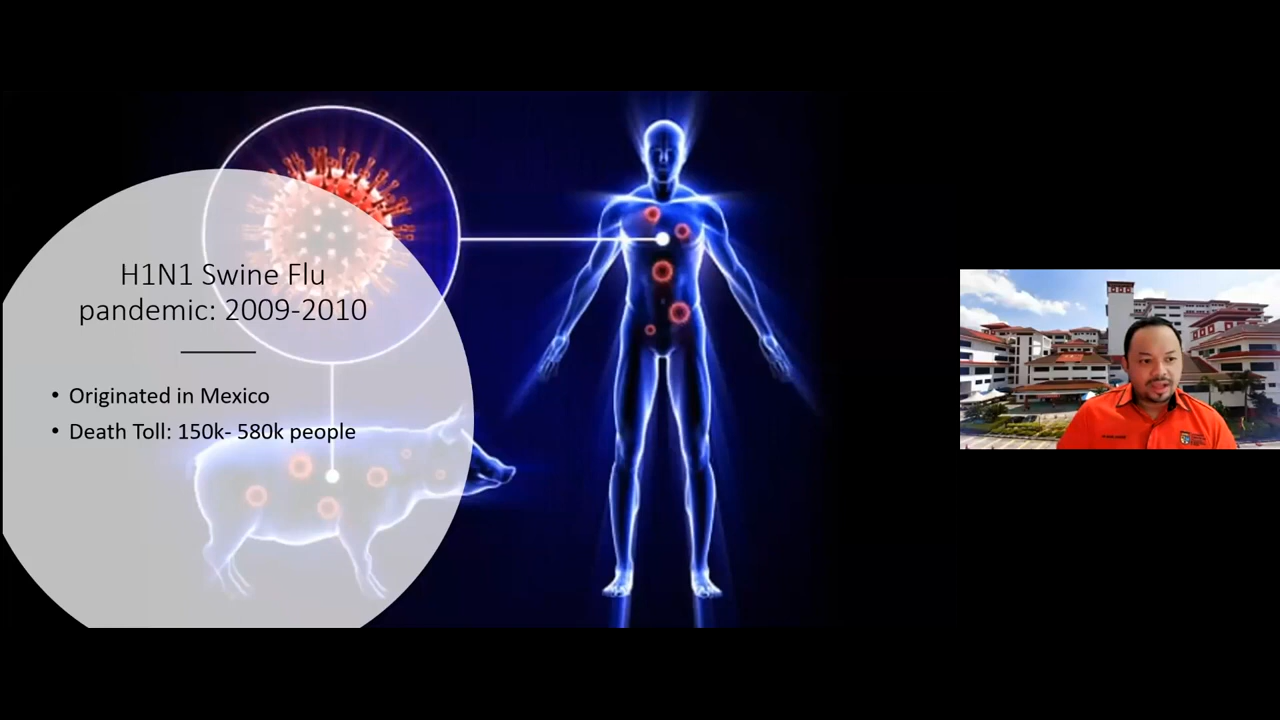 H1N1 Swine Flu
pandemic: 2009-2010
• Originated in Mexico
• Death Toll: 150k- 580k people